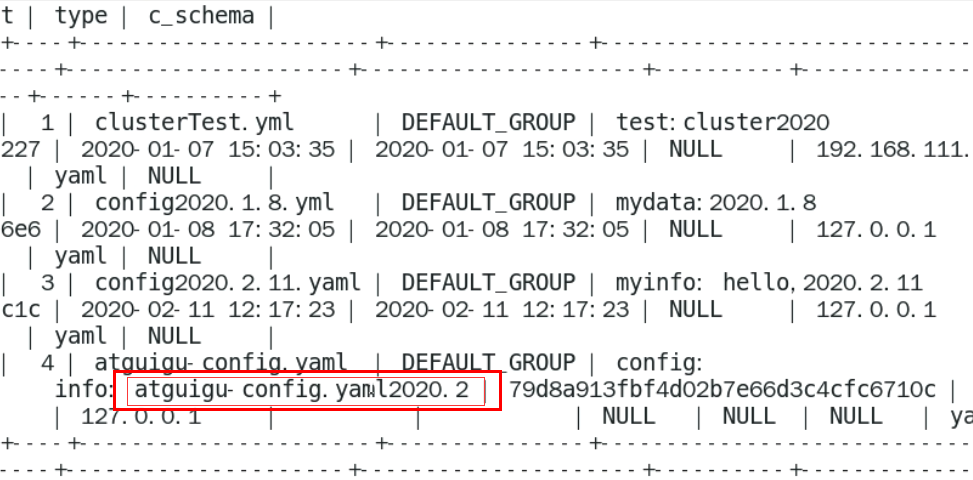 t | type | c_schema |
+----+----------------------+---------------+----------------------------
----+---------------------+---------------------+----------+-------------
--+------+----------+
| 1 | clusterTest.yml | DEFAULT_GROUP | test: cluster2020
227 | 2020-01-07 15:03:35 | 2020-01-07 15:03:35 | NULL | 192.168.111.
| yaml | NULL |
| 2 | config2020.1.8.yml | DEFAULT_GROUP | mydata: 2020.1.8
6e6 | 2020-01-08 17:32:05 | 2020-01-08 17:32:05 | NULL | 127.0.0.1
| yaml | NULL |
| 3 | config2020.2.11.yaml | DEFAULT_GROUP | myinfo: hello, 2020.2.11
c1c | 2020-02-11 12:17:23 | 2020-02-11 12:17:23 | NULL | 127.0.0.1
| yaml | NULL |
| 4 | atguigu-config.yaml | DEFAULT_GROUP | config:
info: atguigu-config.yaml2020.2 | 79d8a913fbf4d02b7e66d3c4cfc6710c |
| 127.0.0.1 | | | NULL | NULL | NULL | ya
+----+----------------------+---------------+----------------------------
----+---------------------+---------------------+----------+-------------